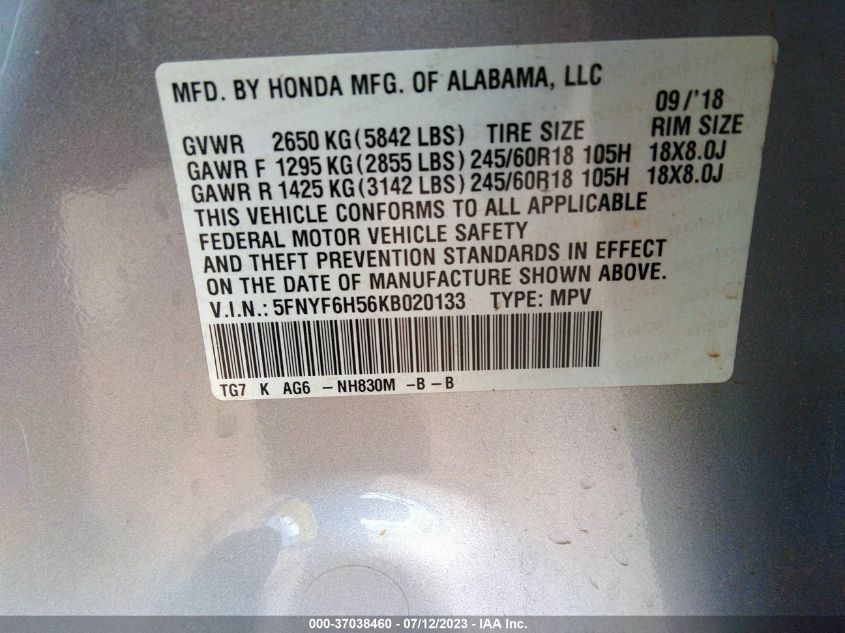 MFD. BY HONDA MFG. OF ALABAMA, LLC
09/'18
GVWR 2650 KG (5842 LBS) TIRE SIZE RIM SIZE
GAWR F 1295 KG (2855 LBS) 245/60R18 105H 18X8.0J
GAWR R 1425 KG (3142 LBS) 245/60R18 105H 18X8.0J
THIS VEHICLE CONFORMS TO ALL APPLICABLE
FEDERAL MOTOR VEHICLE SAFETY
AND THEFT PREVENTION STANDARDS IN EFFECT
ON THE DATE OF MANUFACTURE SHOWN ABOVE.
V.I.N.: 5FNYF6H56KB020133 TYPE: MPV
TG7 K AG6 - NH830M - B - B
000-37038460 - 07/12/2023 - IAA Inc.